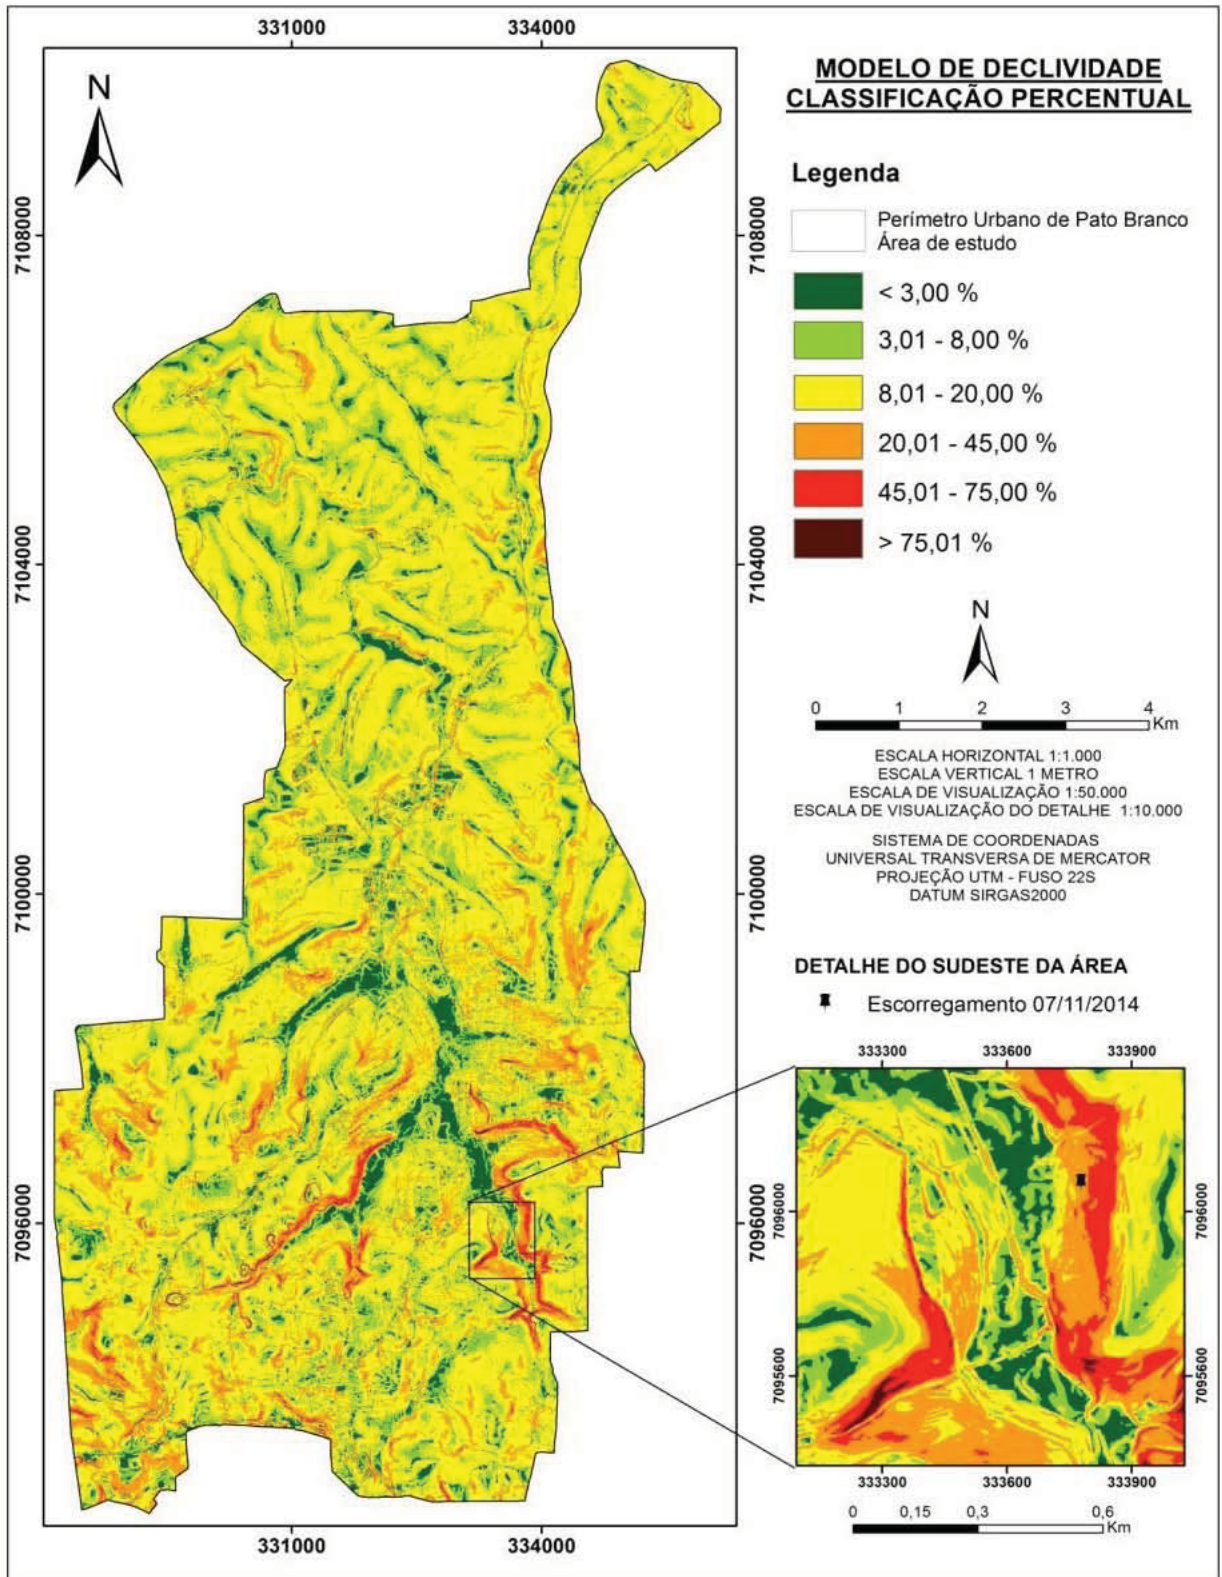 331000
334000
N
7108000
7104000
7100000
7096000
7108000
7104000
7100000
7096000
331000
334000
MODELO DE DECLIVIDADE
CLASSIFICAÇÃO PERCENTUAL
Legenda
Perímetro Urbano de Pato Branco
Área de estudo
< 3,00 %
3,01 - 8,00 %
8,01 - 20,00 %
20,01 - 45,00 %
45,01 - 75,00 %
> 75,01 %
N
0 1 2 3 4
Km
ESCALA HORIZONTAL 1:1.000
ESCALA VERTICAL 1 METRO
ESCALA DE VISUALIZAÇÃO 1:50.000
ESCALA DE VISUALIZAÇÃO DO DETALHE 1:10.000
SISTEMA DE COORDENADAS
UNIVERSAL TRANSVERSA DE MERCATOR
PROJEÇÃO UTM - FUSO 22S
DATUM SIRGAS2000
DETALHE DO SUDESTE DA ÁREA
Escorregamento 07/11/2014
333300 333600 333900
7096000
7095600
7096000
7095600
333300 333600 333900
0 0,15 0,3 0,6
Km